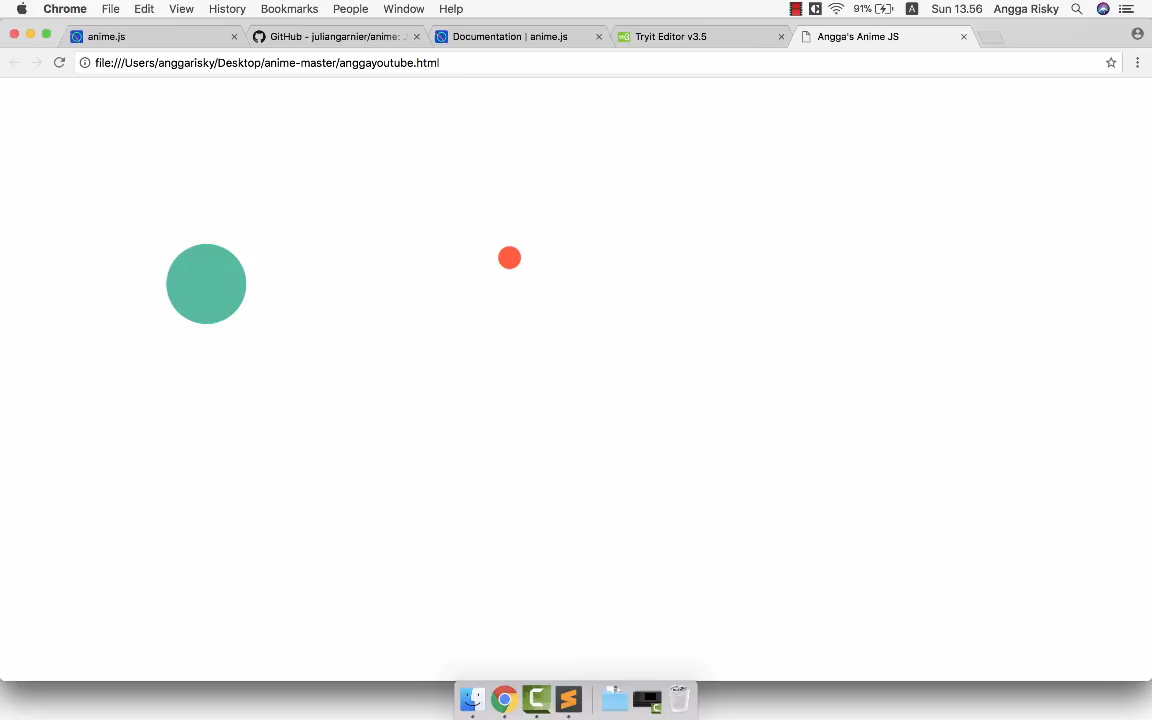 Chrome File Edit View History Bookmarks People Window Help 91% A Sun 13.56 Angga Risky
anime.js GitHub - juliangarnier/anime: J Documentation | anime.js Tryit Editor v3.5 Angga's Anime JS
file:///Users/anggarisky/Desktop/anime-master/anggayoutube.html